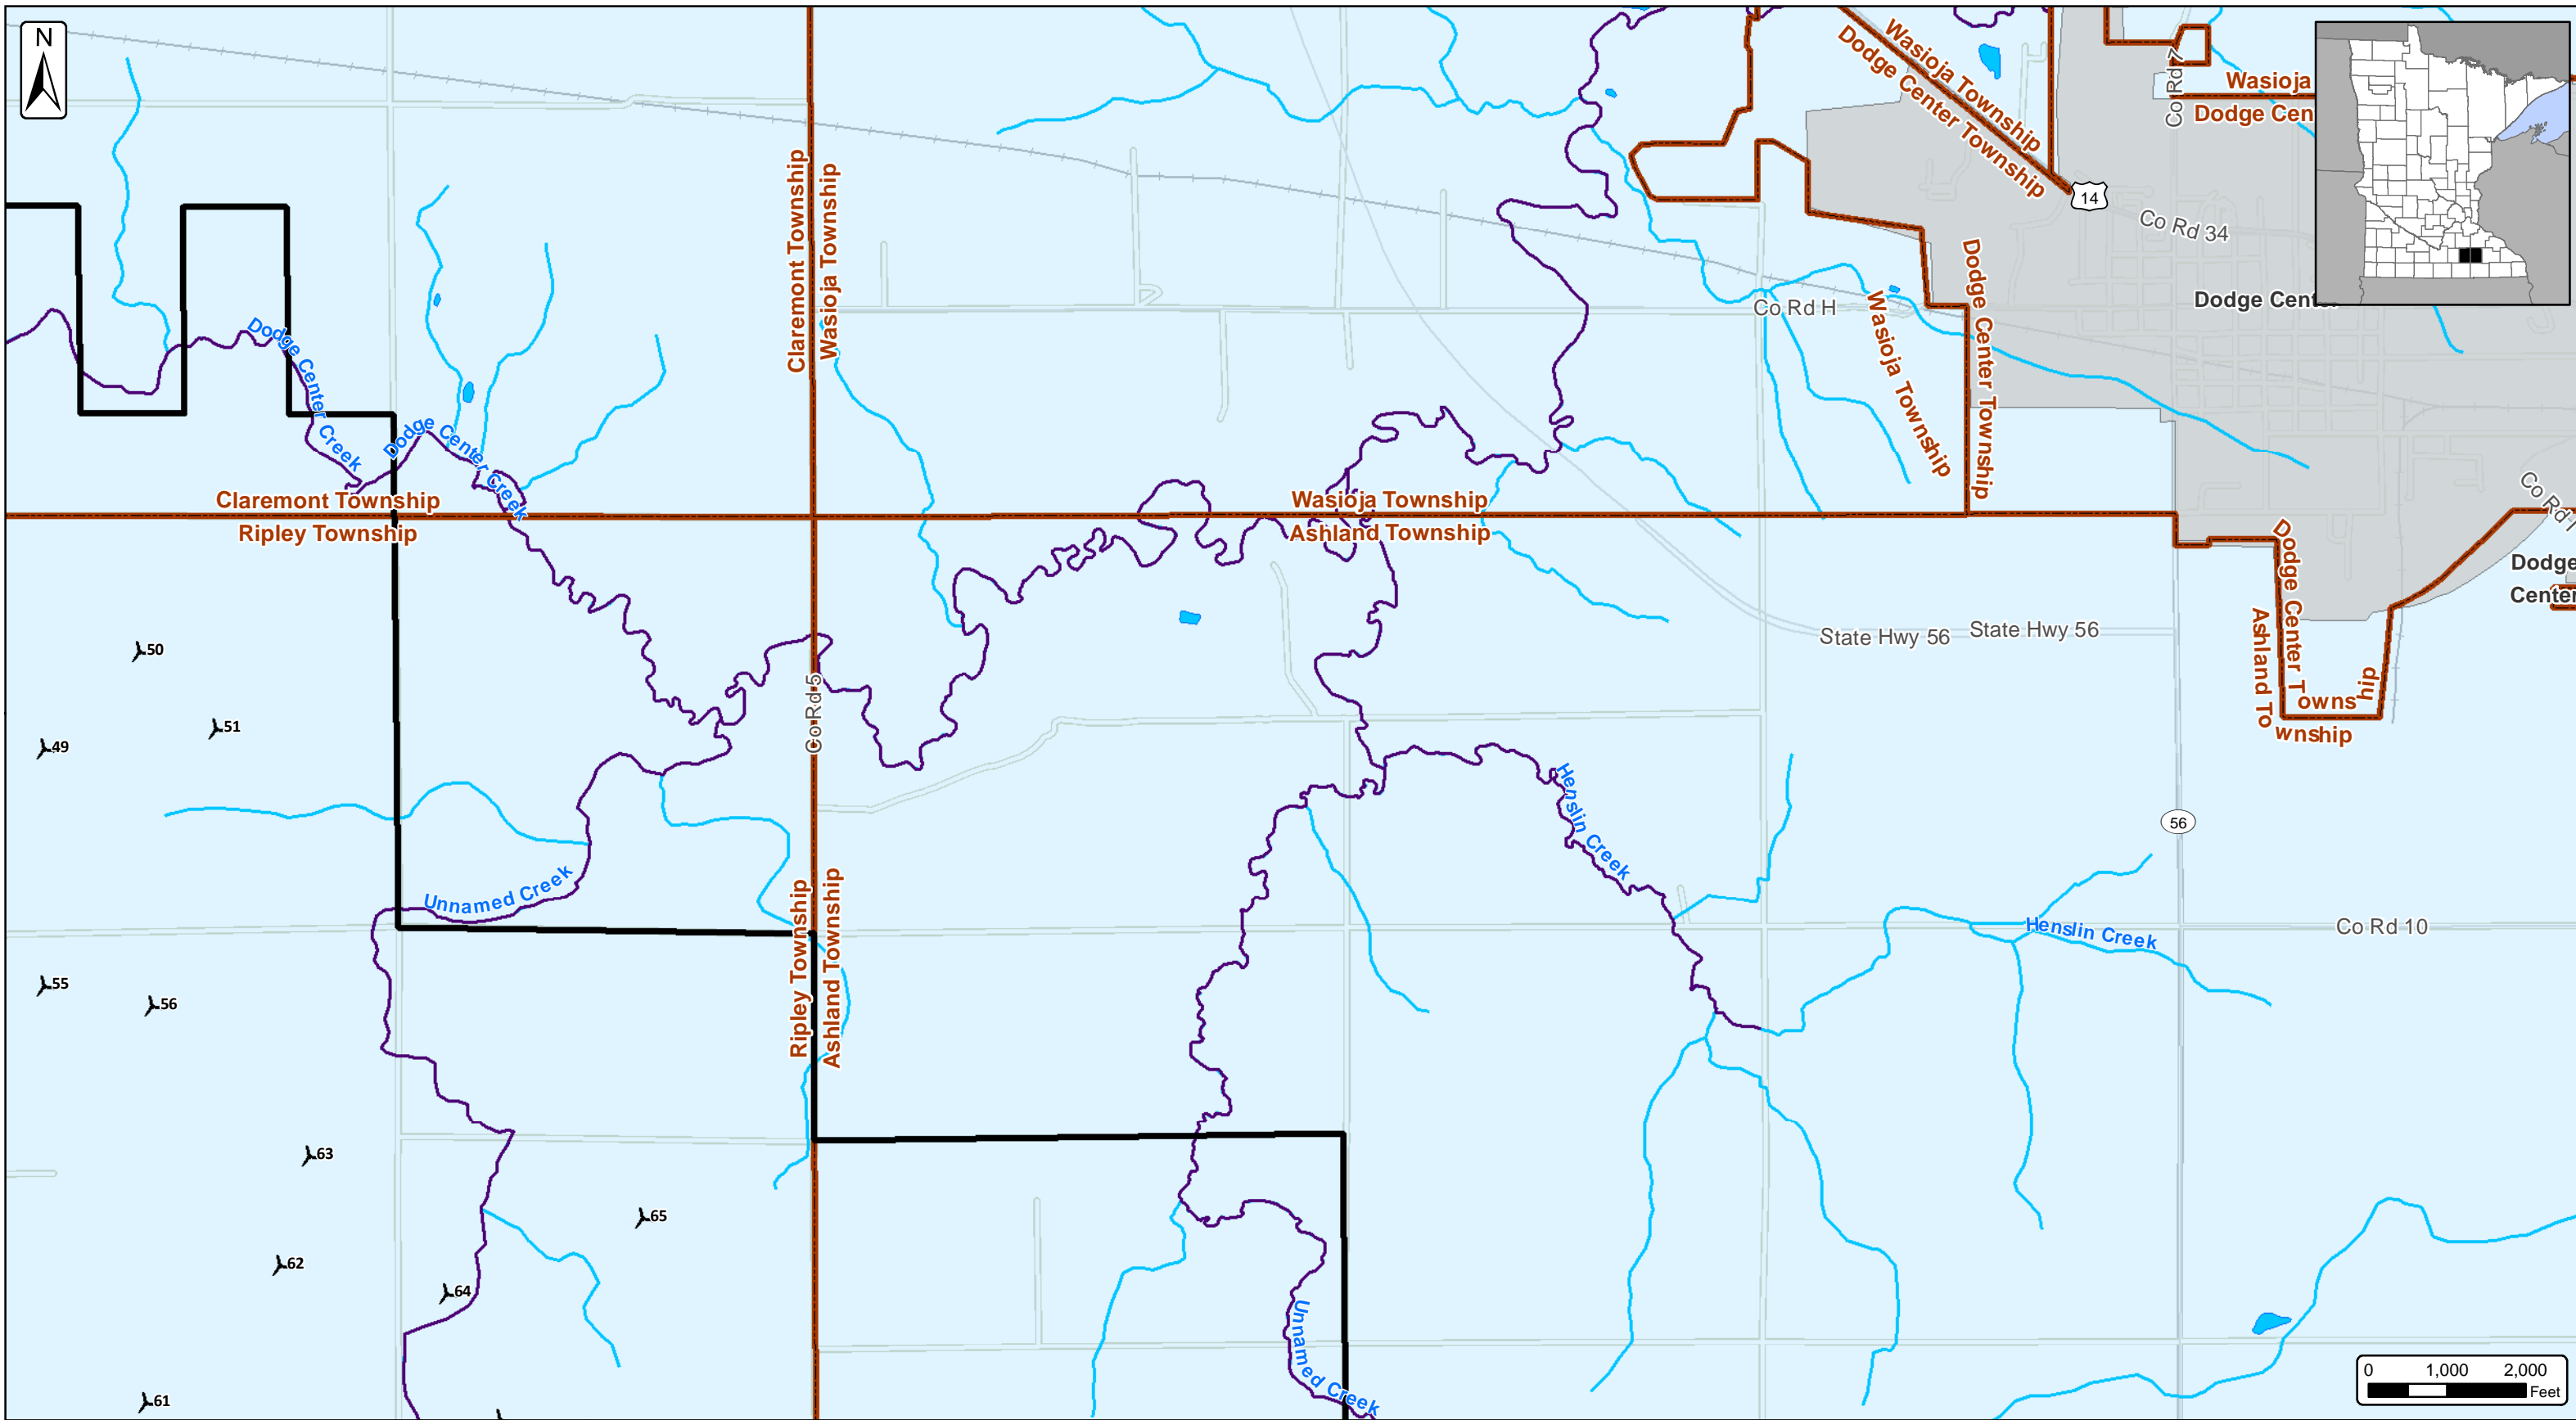 N
Wasioja Township
Dodge Center Township
14
Co Rd 7
Wasioja
Dodge Cen
Co Rd 34
Dodge Cent
Claremont Township
Wasioja Township
Co Rd H
Wasioja Township
Dodge Center Township
Dodge Center Creek
Dodge Center Creek
Claremont Township
Ripley Township
Wasioja Township
Ashland Township
Co Rd
Dodge
Center
Dodge Center Township
Ashland Township
State Hwy 56
State Hwy 56
50
51
49
Co Rd 5
Henslin Creek
56
Unnamed Creek
Ripley Township
Ashland Township
Henslin Creek
Co Rd 10
55
56
63
65
62
64
61
Unnamed Creek
0 1,000 2,000
Feet